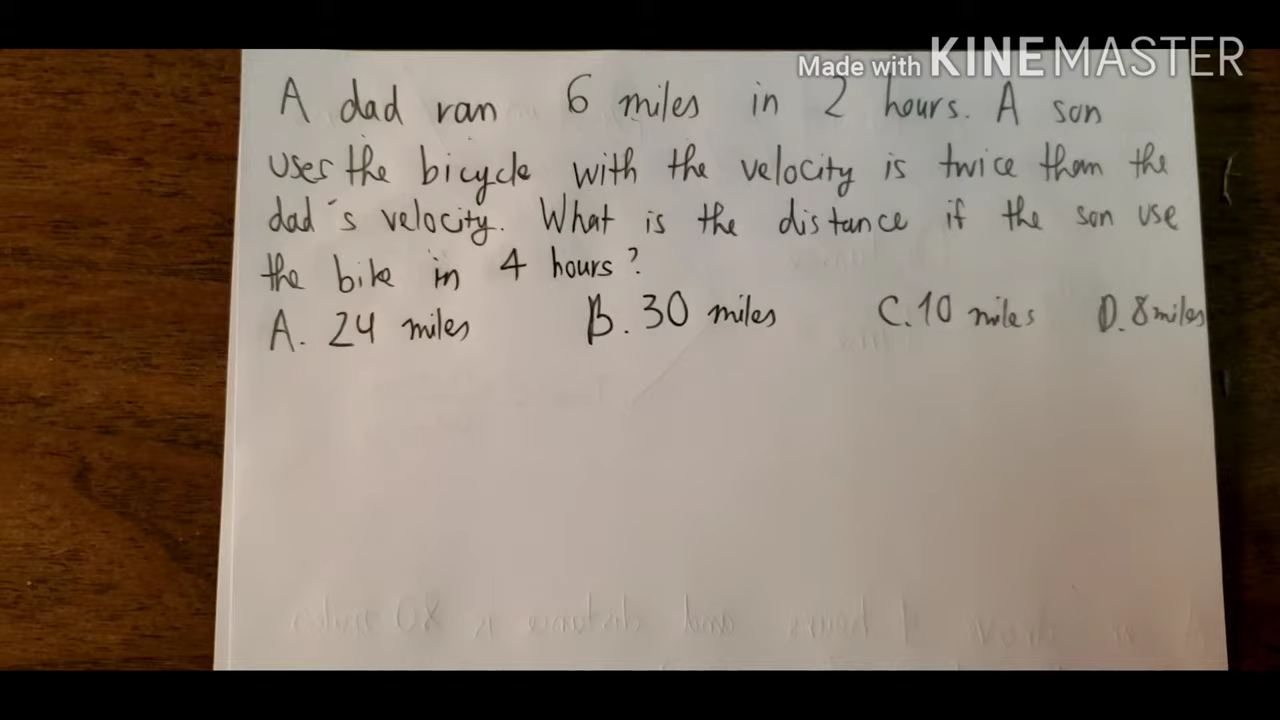 Made with KINEMASTER
A dad ran 6 miles in 2 hours. A son
uses the bicycle with the velocity is twice than the
dad's velocity. What is the distance if the son use
the bike in 4 hours?
A. 24 miles B. 30 miles C. 10 miles D. 8 miles